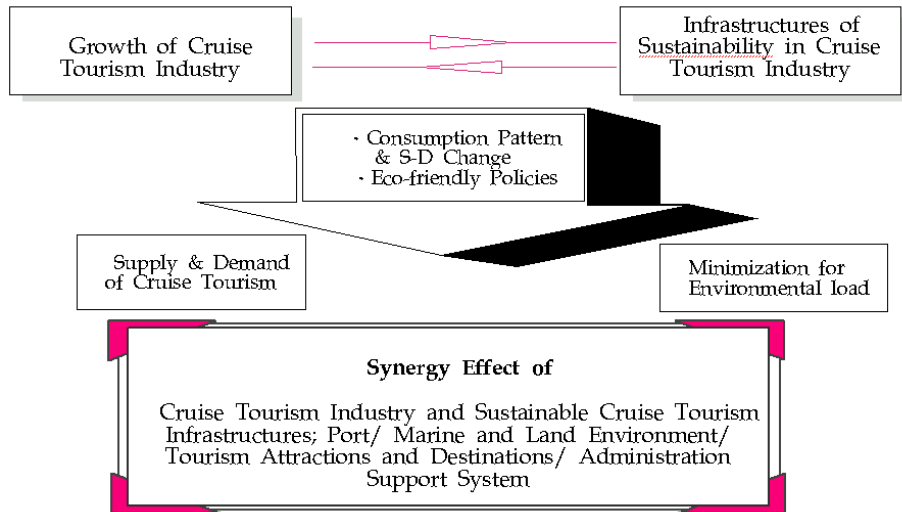 Growth of Cruise
Tourism Industry
Infrastructures of
Sustainability in Cruise
Tourism Industry
· Consumption Pattern
& S-D Change
· Eco-friendly Policies
Supply & Demand
of Cruise Tourism
Minimization for
Environmental load
Synergy Effect of
Cruise Tourism Industry and Sustainable Cruise Tourism
Infrastructures; Port/ Marine and Land Environment/
Tourism Attractions and Destinations/ Administration
Support System